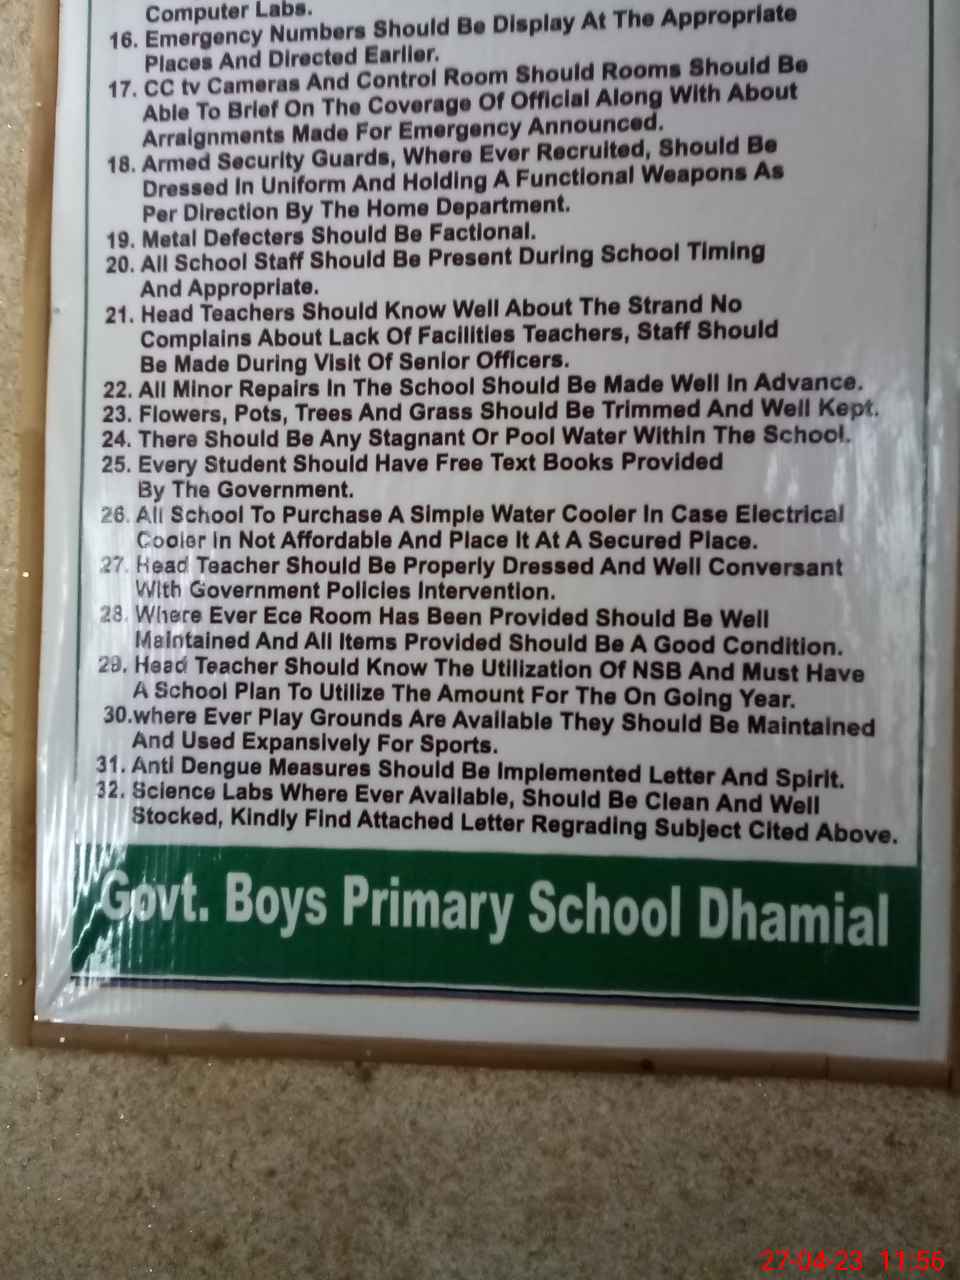 Computer Labs.
16. Emergency Numbers Should Be Display At The Appropriate
Places And Directed Earlier.
17. CC tv Cameras And Control Room Should Rooms Should Be
Able To Brief On The Coverage Of Official Along With About
Arraignments Made For Emergency Announced.
18. Armed Security Guards, Where Ever Recruited, Should Be
Dressed In Uniform And Holding A Functional Weapons As
Per Direction By The Home Department.
19. Metal Defecters Should Be Factional.
20. All School Staff Should Be Present During School Timing
And Appropriate.
21. Head Teachers Should Know Well About The Strand No
Complains About Lack Of Facilities Teachers, Staff Should
Be Made During Visit Of Senior Officers.
22. All Minor Repairs In The School Should Be Made Well In Advance.
23. Flowers, Pots, Trees And Grass Should Be Trimmed And Well Kept.
24. There Should Be Any Stagnant Or Pool Water Within The School.
25. Every Student Should Have Free Text Books Provided
By The Government.
26. All School To Purchase A Simple Water Cooler In Case Electrical
Cooler In Not Affordable And Place It At A Secured Place.
27. Head Teacher Should Be Properly Dressed And Well Conversant
With Government Policies Intervention.
28. Where Ever Ece Room Has Been Provided Should Be Well
Maintained And All Items Provided Should Be A Good Condition.
29. Head Teacher Should Know The Utilization Of NSB And Must Have
A School Plan To Utilize The Amount For The On Going Year.
30.where Ever Play Grounds Are Available They Should Be Maintained
And Used Expansively For Sports.
31. Anti Dengue Measures Should Be Implemented Letter And Spirit.
32. Science Labs Where Ever Available, Should Be Clean And Well
Stocked, Kindly Find Attached Letter Regrading Subject Cited Above.
Govt. Boys Primary School Dhamial
27-04-23 11:56